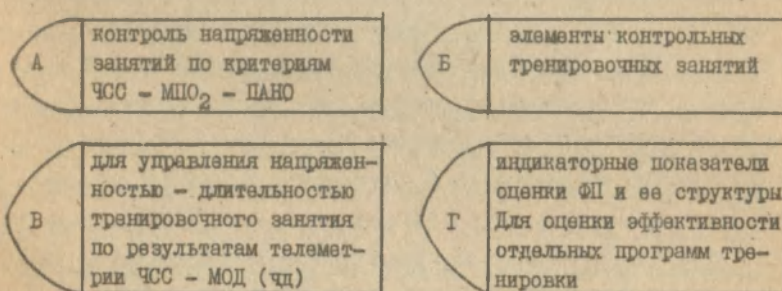 А
контроль напряженности
занятий по критериям
ЧСС – МПО₂ – ПАНО
Б
элементы контрольных
тренировочных занятий
В
для управления напряжен-
ностью – длительностью
тренировочного занятия
по результатам телемет-
рии ЧСС – МОД (чд)
Г
индикаторные показатели
оценки ФП и ее структуры
Для оценки эффективности
отдельных программ тре-
нировки